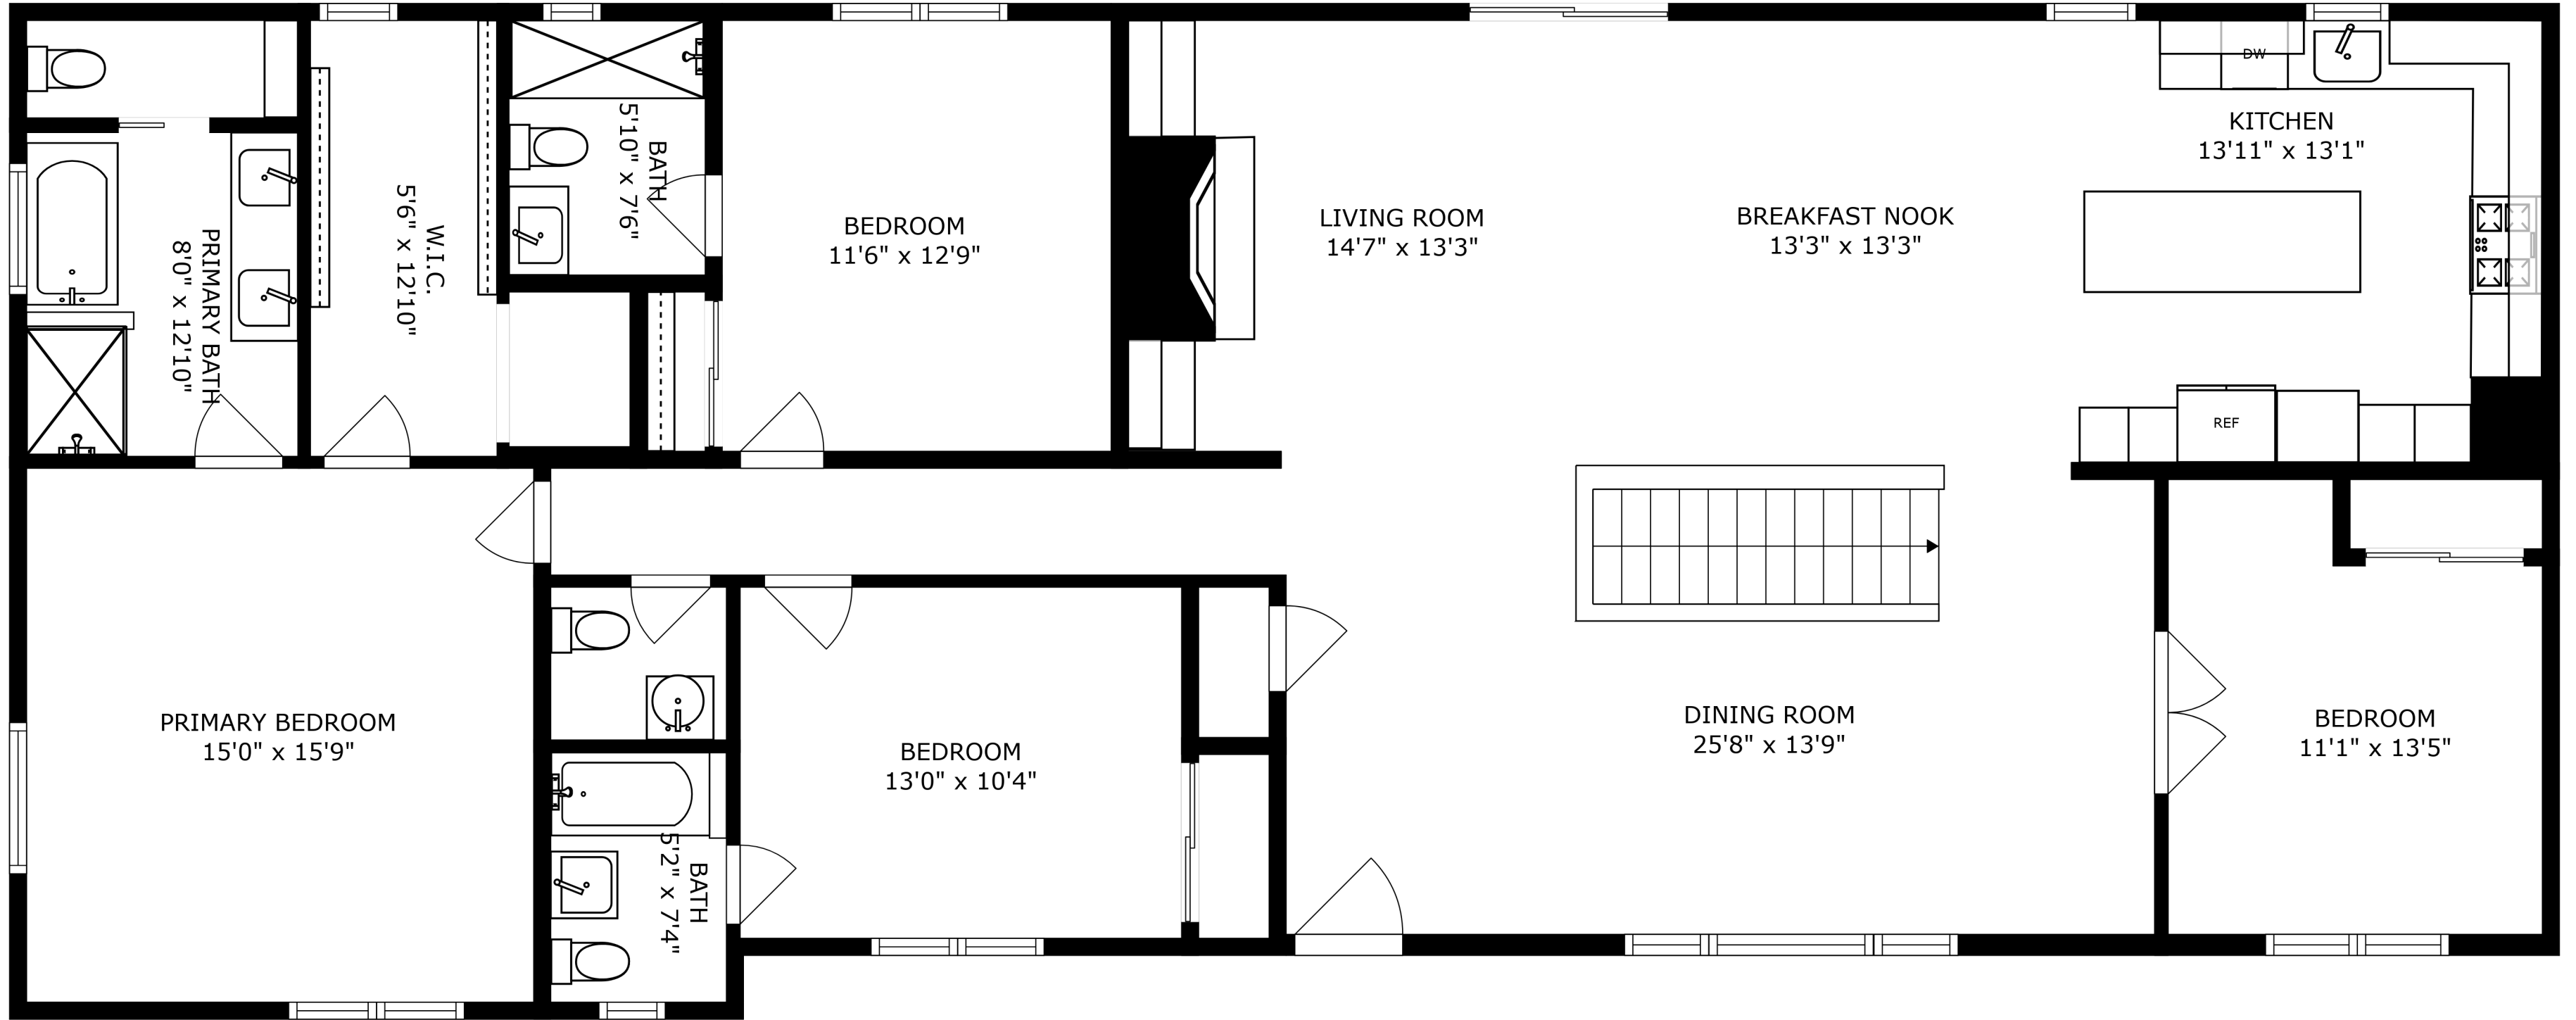 DW
KITCHEN
13'11" x 13'1"
BATH
5'10" x 7'6"
W.I.C.
5'6" x 12'10"
PRIMARY BATH
8'0" x 12'10"
BEDROOM
11'6" x 12'9"
LIVING ROOM
14'7" x 13'3"
BREAKFAST NOOK
13'3" x 13'3"
REF
PRIMARY BEDROOM
15'0" x 15'9"
BEDROOM
13'0" x 10'4"
DINING ROOM
25'8" x 13'9"
BEDROOM
11'1" x 13'5"
BATH
5'2" x 7'4"